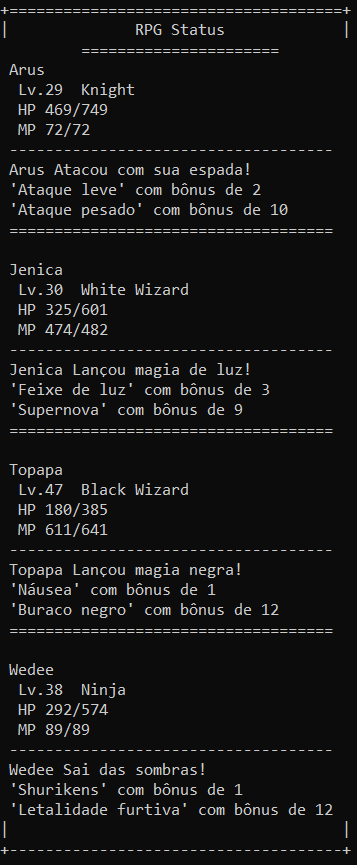 +=====================================+
| RPG Status |
======================
Arus
Lv.29 Knight
HP 469/749
MP 72/72
------------------------------------
Arus Atacou com sua espada!
'Ataque leve' com bônus de 2
'Ataque pesado' com bônus de 10
====================================
Jenica
Lv.30 White Wizard
HP 325/601
MP 474/482
------------------------------------
Jenica Lançou magia de luz!
'Feixe de luz' com bônus de 3
'Supernova' com bônus de 9
====================================
Topapa
Lv.47 Black Wizard
HP 180/385
MP 611/641
------------------------------------
Topapa Lançou magia negra!
'Náusea' com bônus de 1
'Buraco negro' com bônus de 12
====================================
Wedee
Lv.38 Ninja
HP 292/574
MP 89/89
------------------------------------
Wedee Sai das sombras!
'Shurikens' com bônus de 1
'Letalidade furtiva' com bônus de 12
| |
+-------------------------------------+